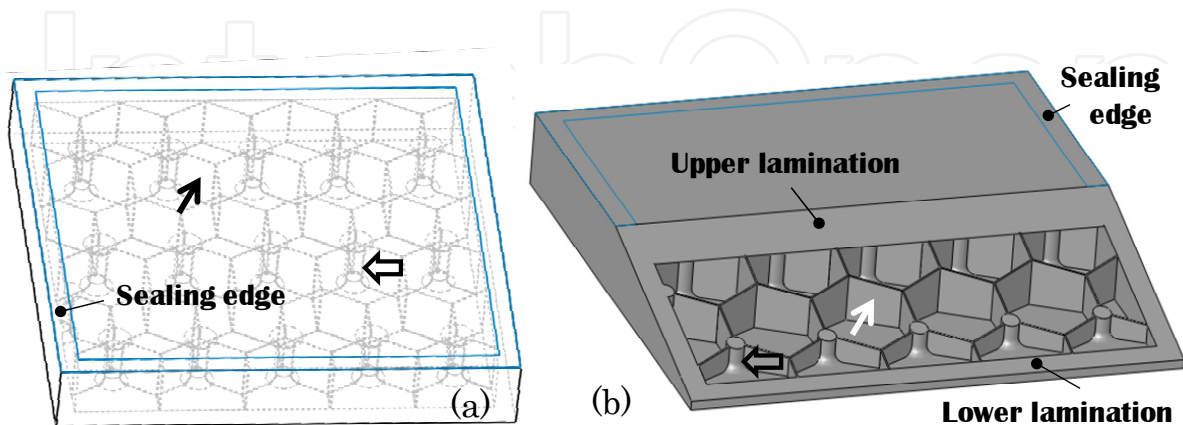 Sealing edge
(a)
Sealing
edge
Upper lamination
(b)
Lower lamination